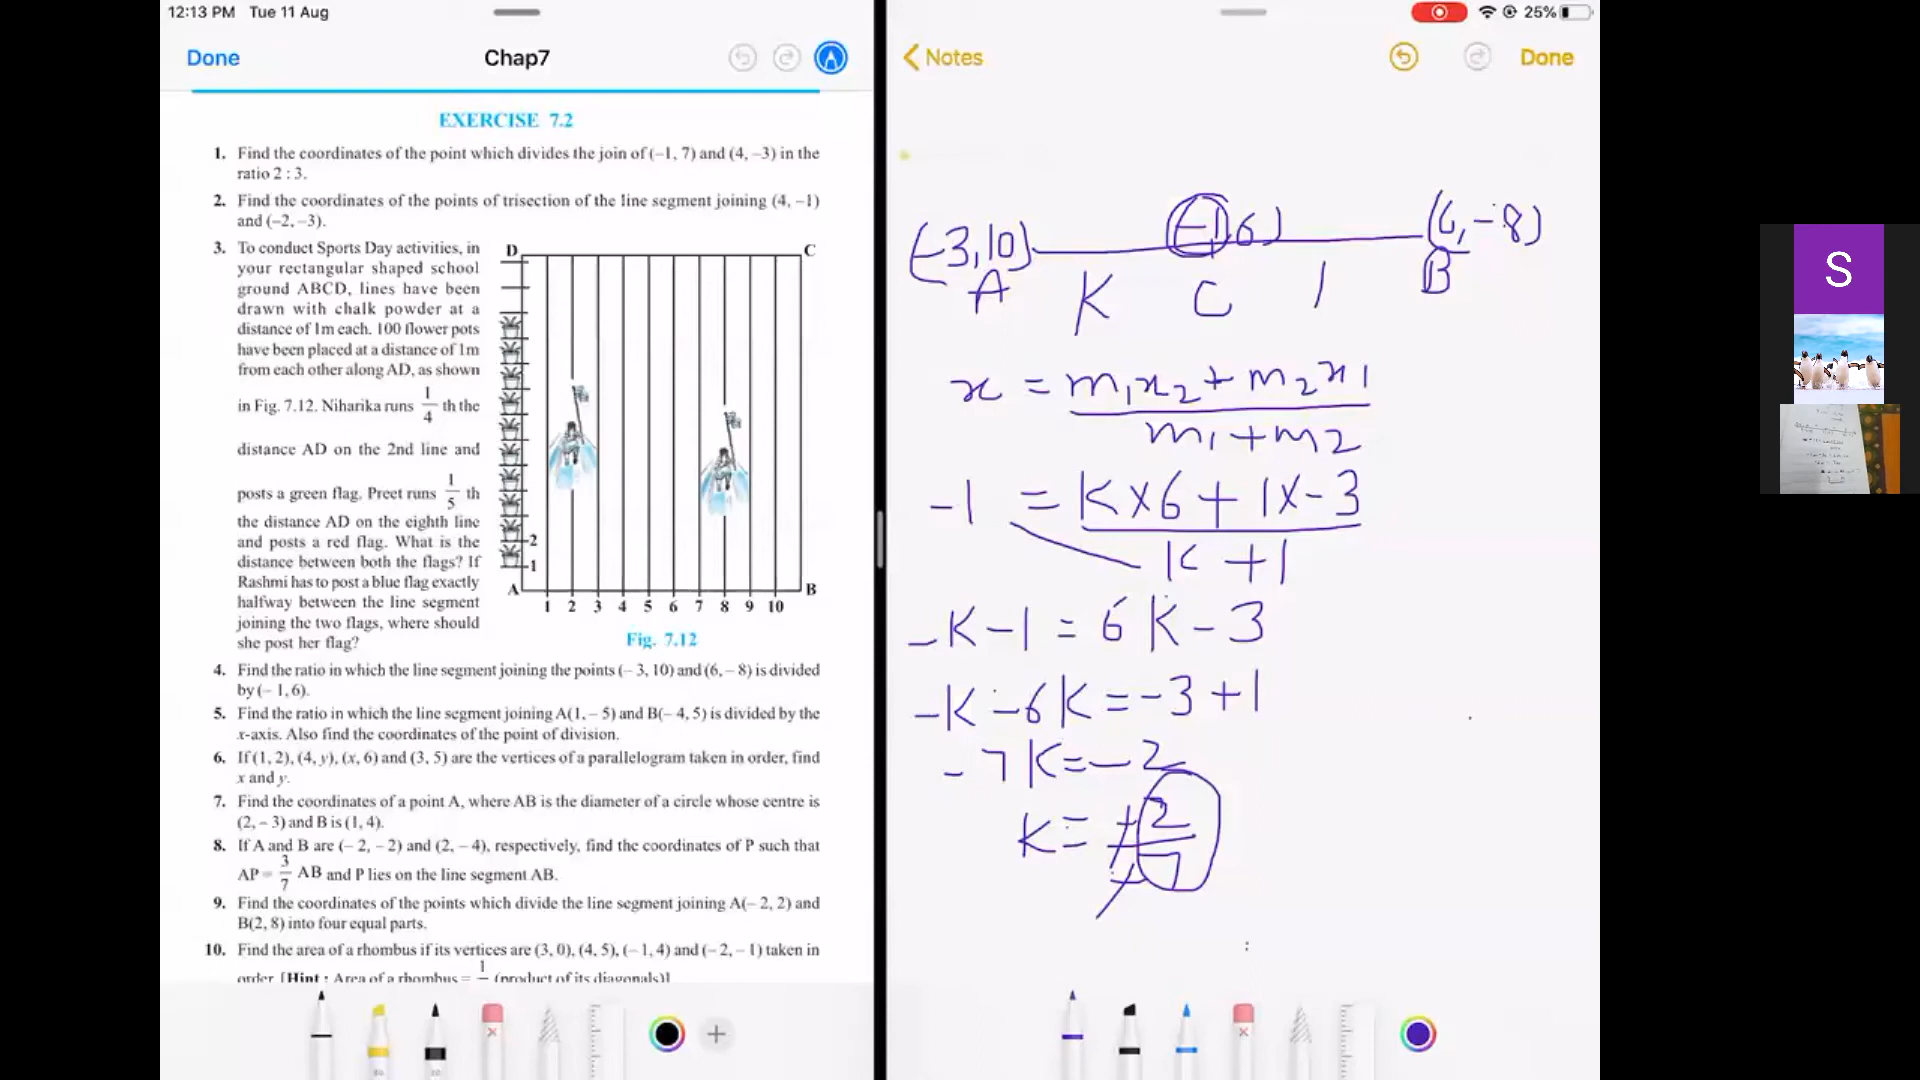 12:13 PM Tue 11 Aug
Done
Chap7
EXERCISE 7.2
1. Find the coordinates of the point which divides the join of (–1, 7) and (4, –3) in the
ratio 2 : 3.
2. Find the coordinates of the points of trisection of the line segment joining (4, –1)
and (–2, –3).
3. To conduct Sports Day activities, in
your rectangular shaped school
ground ABCD, lines have been
drawn with chalk powder at a
distance of 1m each. 100 flower pots
have been placed at a distance of 1m
from each other along AD, as shown
in Fig. 7.12. Niharika runs 1/4 th the
distance AD on the 2nd line and
posts a green flag. Preet runs 1/5 th
the distance AD on the eighth line
and posts a red flag. What is the
distance between both the flags? If
Rashmi has to post a blue flag exactly
halfway between the line segment
joining the two flags, where should
she post her flag?
D C
2
1
A B
1 2 3 4 5 6 7 8 9 10
Fig. 7.12
4. Find the ratio in which the line segment joining the points (– 3, 10) and (6, – 8) is divided
by (– 1, 6).
5. Find the ratio in which the line segment joining A(1, – 5) and B(– 4, 5) is divided by the
x-axis. Also find the coordinates of the point of division.
6. If (1, 2), (4, y), (x, 6) and (3, 5) are the vertices of a parallelogram taken in order, find
x and y.
7. Find the coordinates of a point A, where AB is the diameter of a circle whose centre is
(2, – 3) and B is (1, 4).
8. If A and B are (– 2, – 2) and (2, – 4), respectively, find the coordinates of P such that
AP = 3/7 AB and P lies on the line segment AB.
9. Find the coordinates of the points which divide the line segment joining A(– 2, 2) and
B(2, 8) into four equal parts.
10. Find the area of a rhombus if its vertices are (3, 0), (4, 5), (– 1, 4) and (– 2, – 1) taken in
order. [Hint : Area of a rhombus = 1 (product of its diagonals)]
25%
Notes
Done
(-3,10) (-1,6) (6,-8)
A K C 1 B
x = m1x2 + m2x1
m1 + m2
-1 = K×6 + 1×-3
K+1
-K-1 = 6K-3
-K-6K = -3+1
-7K = -2
K = +2
+7
S